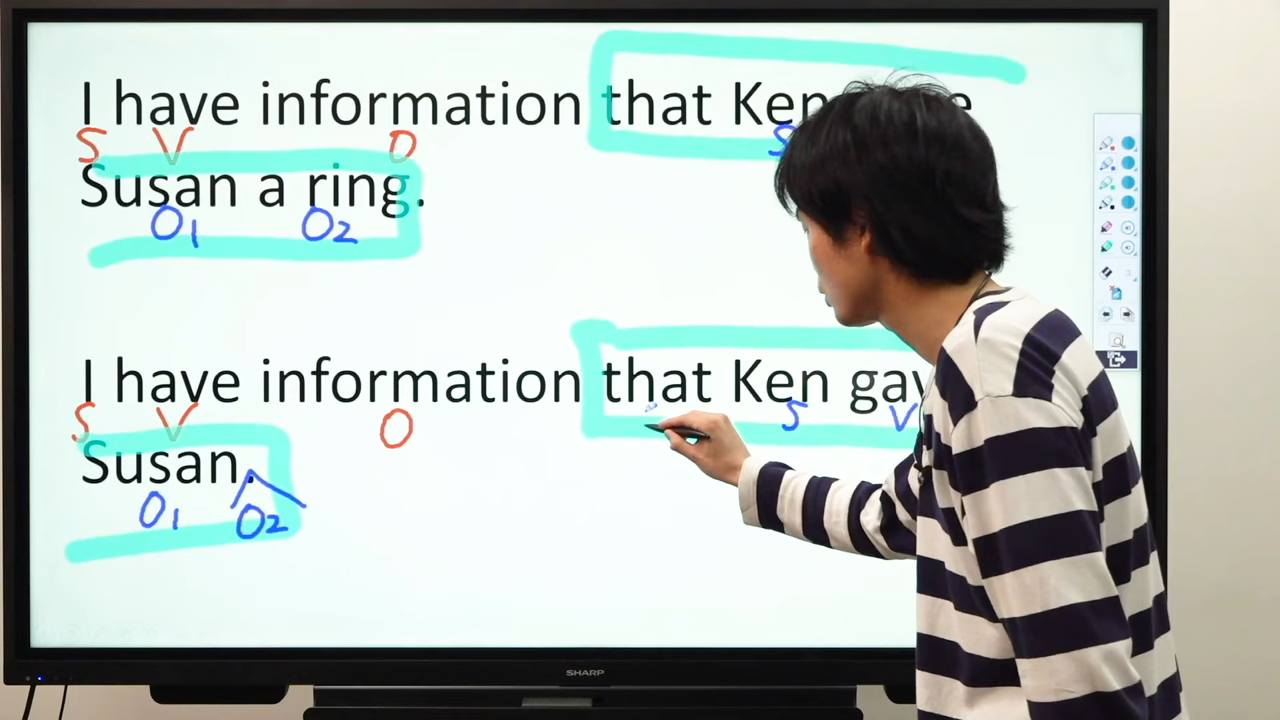 I have information that Ken
S V O S
Susan a ring.
O1 O2
I have information that Ken gav
S V O S V
Susan.
O1 O2
SHARP